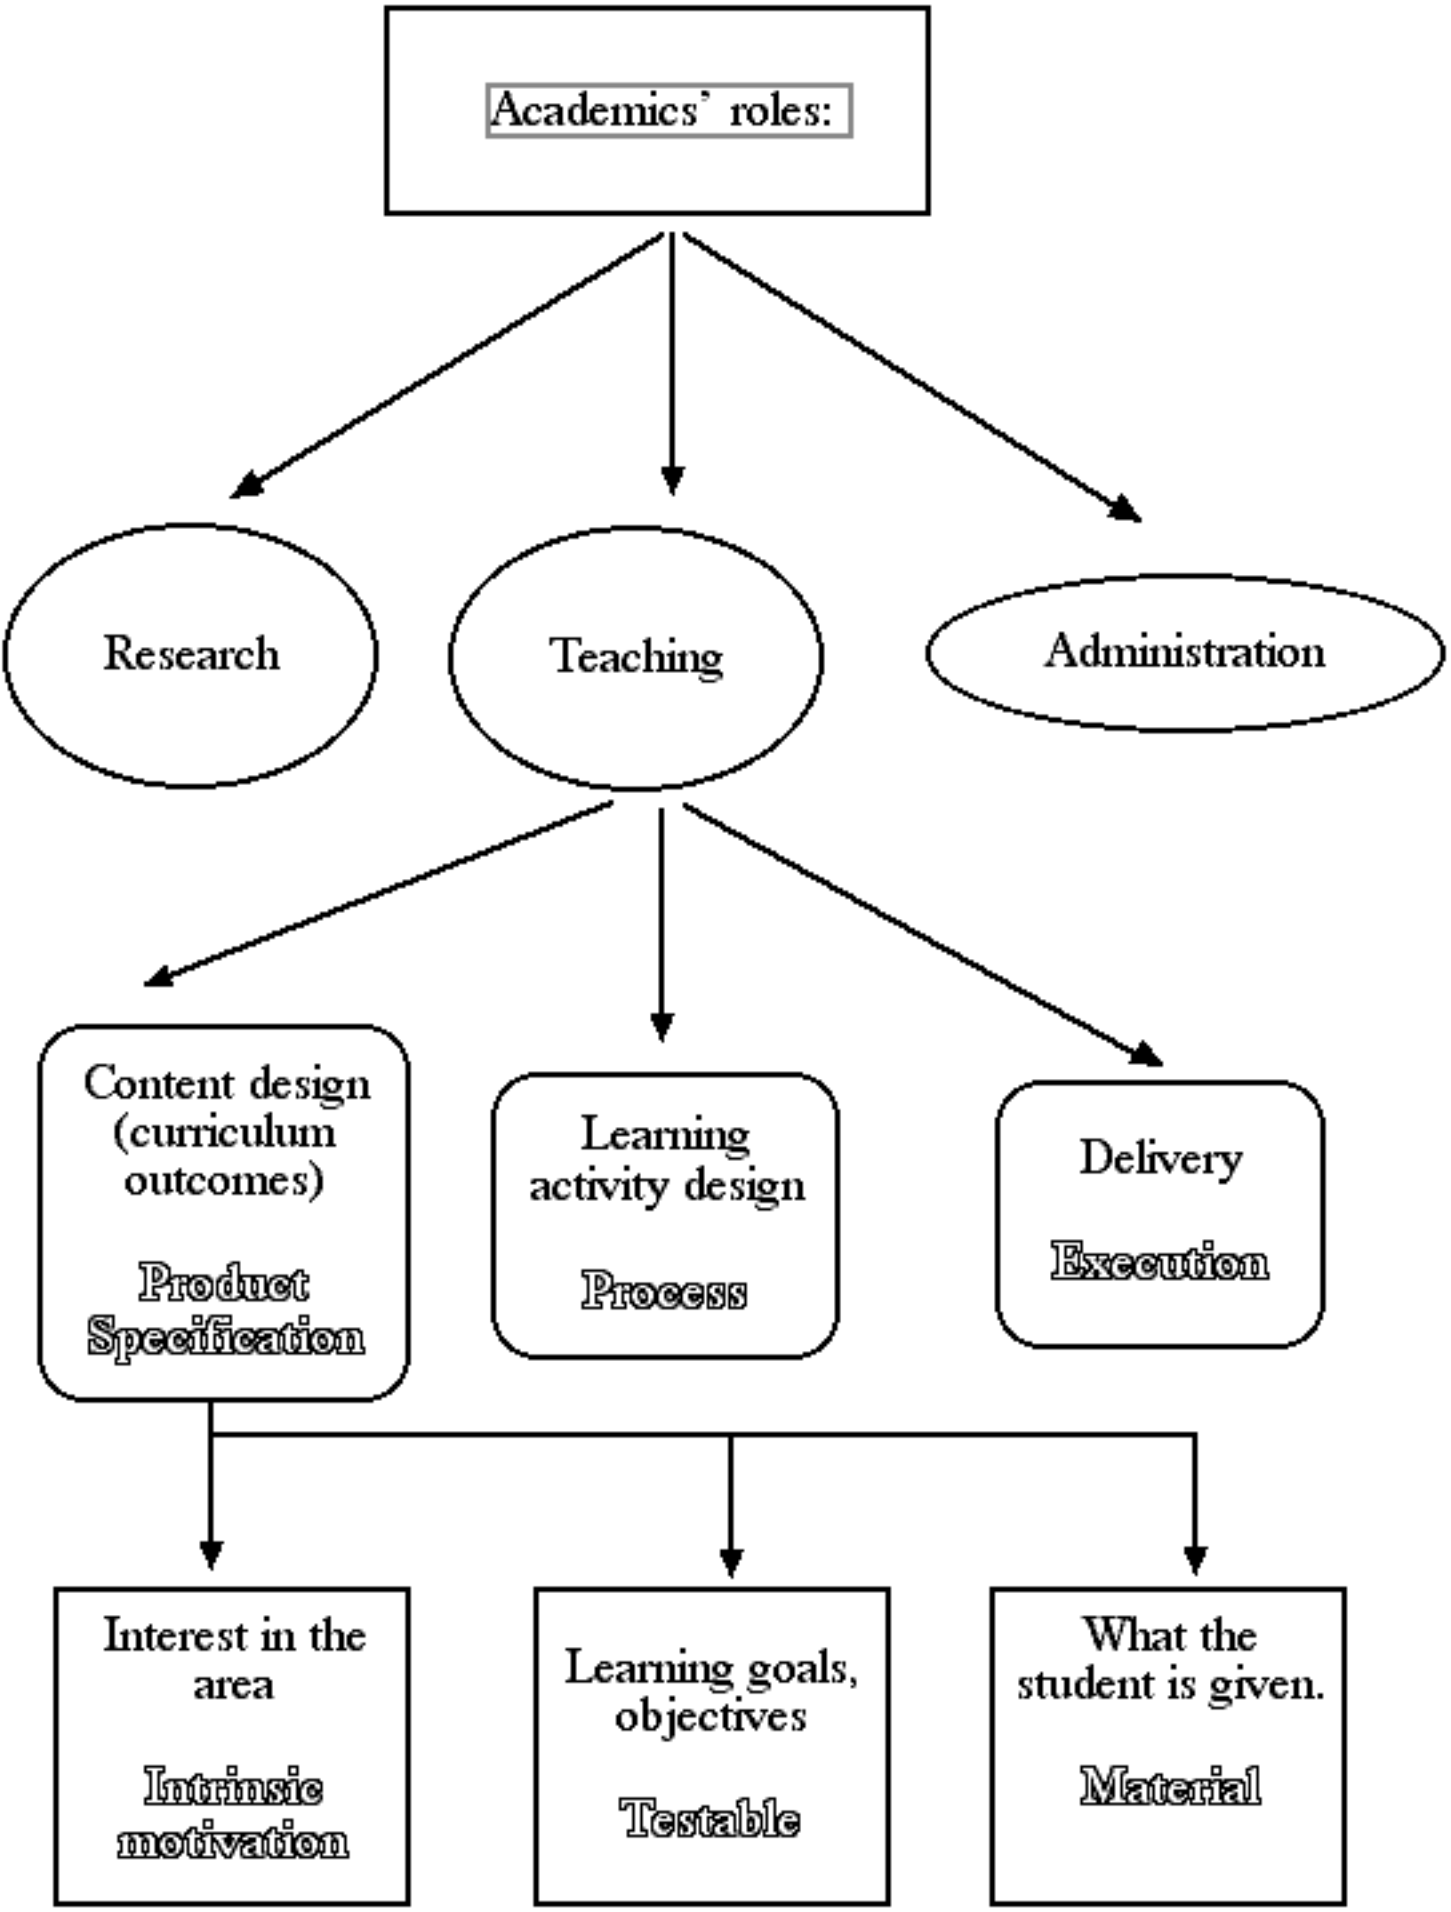 Academics’ roles:
Research
Teaching
Administration
Content design
(curriculum
outcomes)
Product
Specification
Learning
activity design
Process
Delivery
Execution
Interest in the
area
Intrinsic
motivation
Learning goals,
objectives
Testable
What the
student is given.
Material